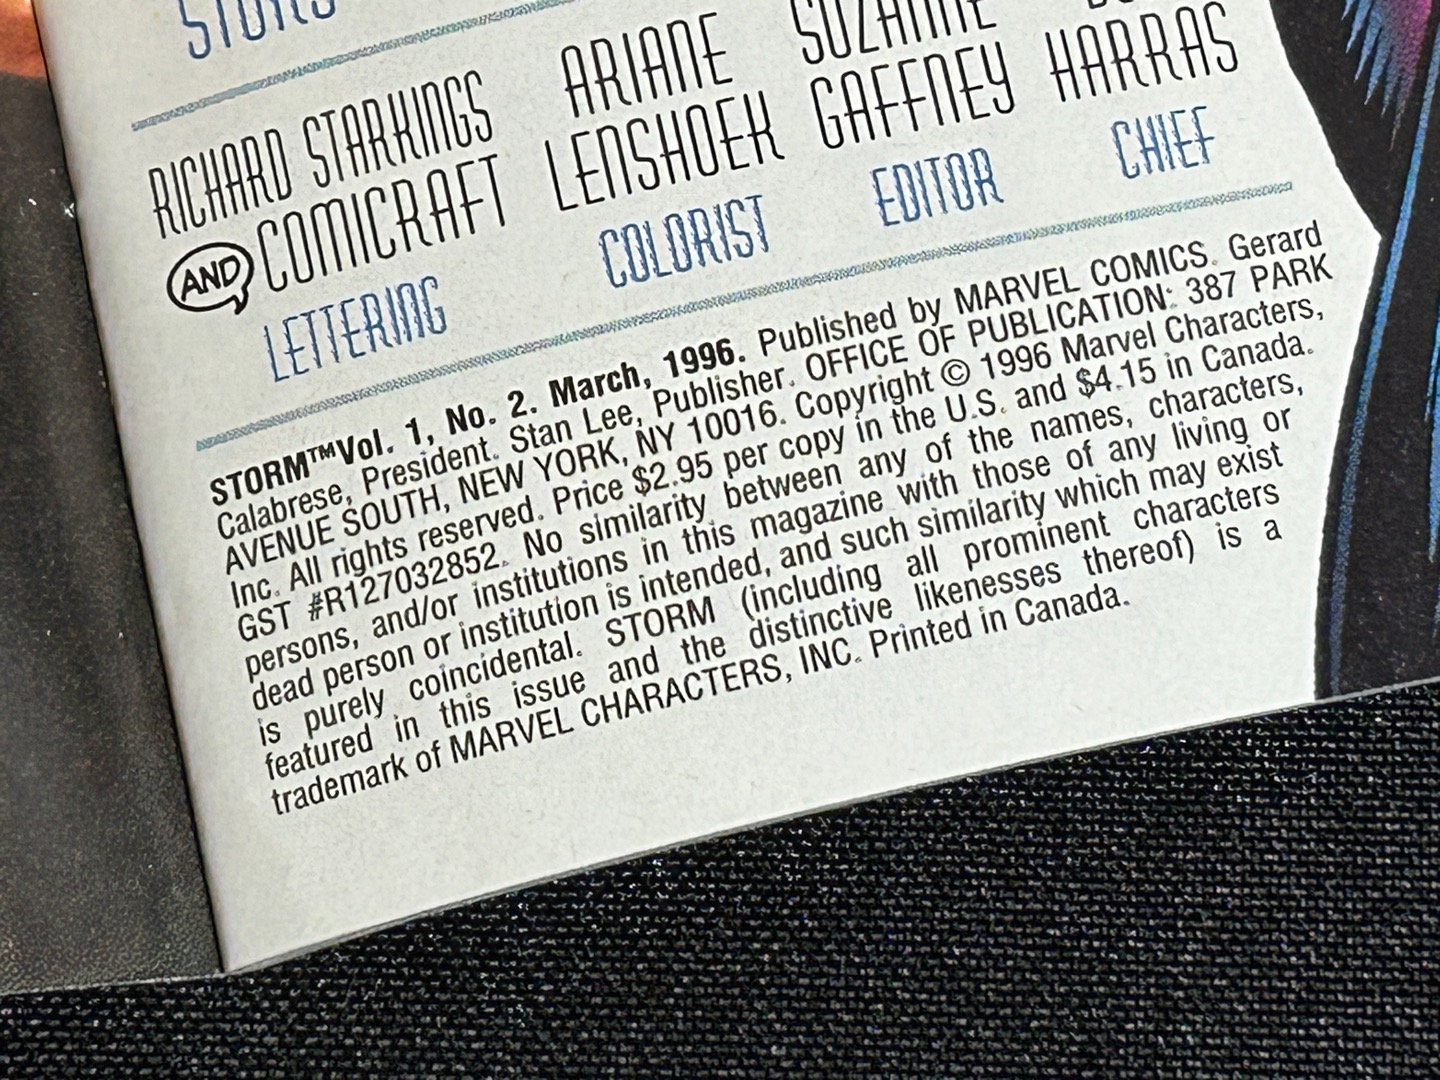 STORY
RICHARD STARKINGS
AND COMICRAFT
LETTERING
ARIANE
LENSHOEK
COLORIST
SUZANNE
GAFFNEY
EDITOR
HARRAS
CHIEF
STORM™Vol. 1, No. 2. March, 1996. Published by MARVEL COMICS. Gerard
Calabrese, President. Stan Lee, Publisher. OFFICE OF PUBLICATION: 387 PARK
AVENUE SOUTH, NEW YORK, NY 10016. Copyright © 1996 Marvel Characters,
Inc. All rights reserved. Price $2.95 per copy in the U.S. and $4.15 in Canada.
GST #R127032852. No similarity between any of the names, characters,
persons, and/or institutions in this magazine with those of any living or
dead person or institution is intended, and such similarity which may exist
is purely coincidental. STORM (including all prominent characters
featured in this issue and the distinctive likenesses thereof) is a
trademark of MARVEL CHARACTERS, INC. Printed in Canada.